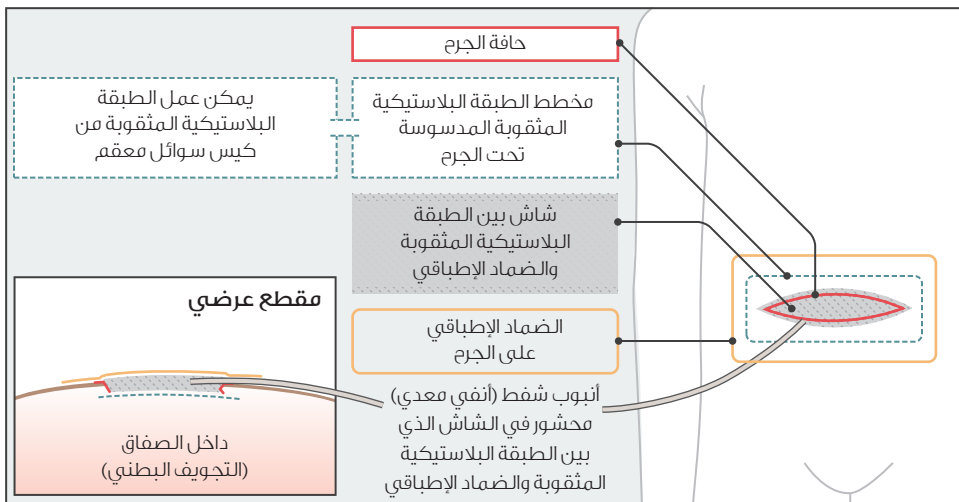 حافة الجرح
مخطط الطبقة البلاستيكية
المثقوبة المدسوسة
تحت الجرح
يمكن عمل الطبقة
البلاستيكية المثقوبة من
كيس سوائل معقم
شاش بين الطبقة
البلاستيكية المثقوبة
والضماد الإطباقي
الضماد الإطباقي
على الجرح
أنبوب شفط (أنفي معدي)
محشور في الشاش الذي
بين الطبقة البلاستيكية
المثقوبة والضماد الإطباقي
مقطع عرضي
داخل الصفاق
(التجويف البطني)